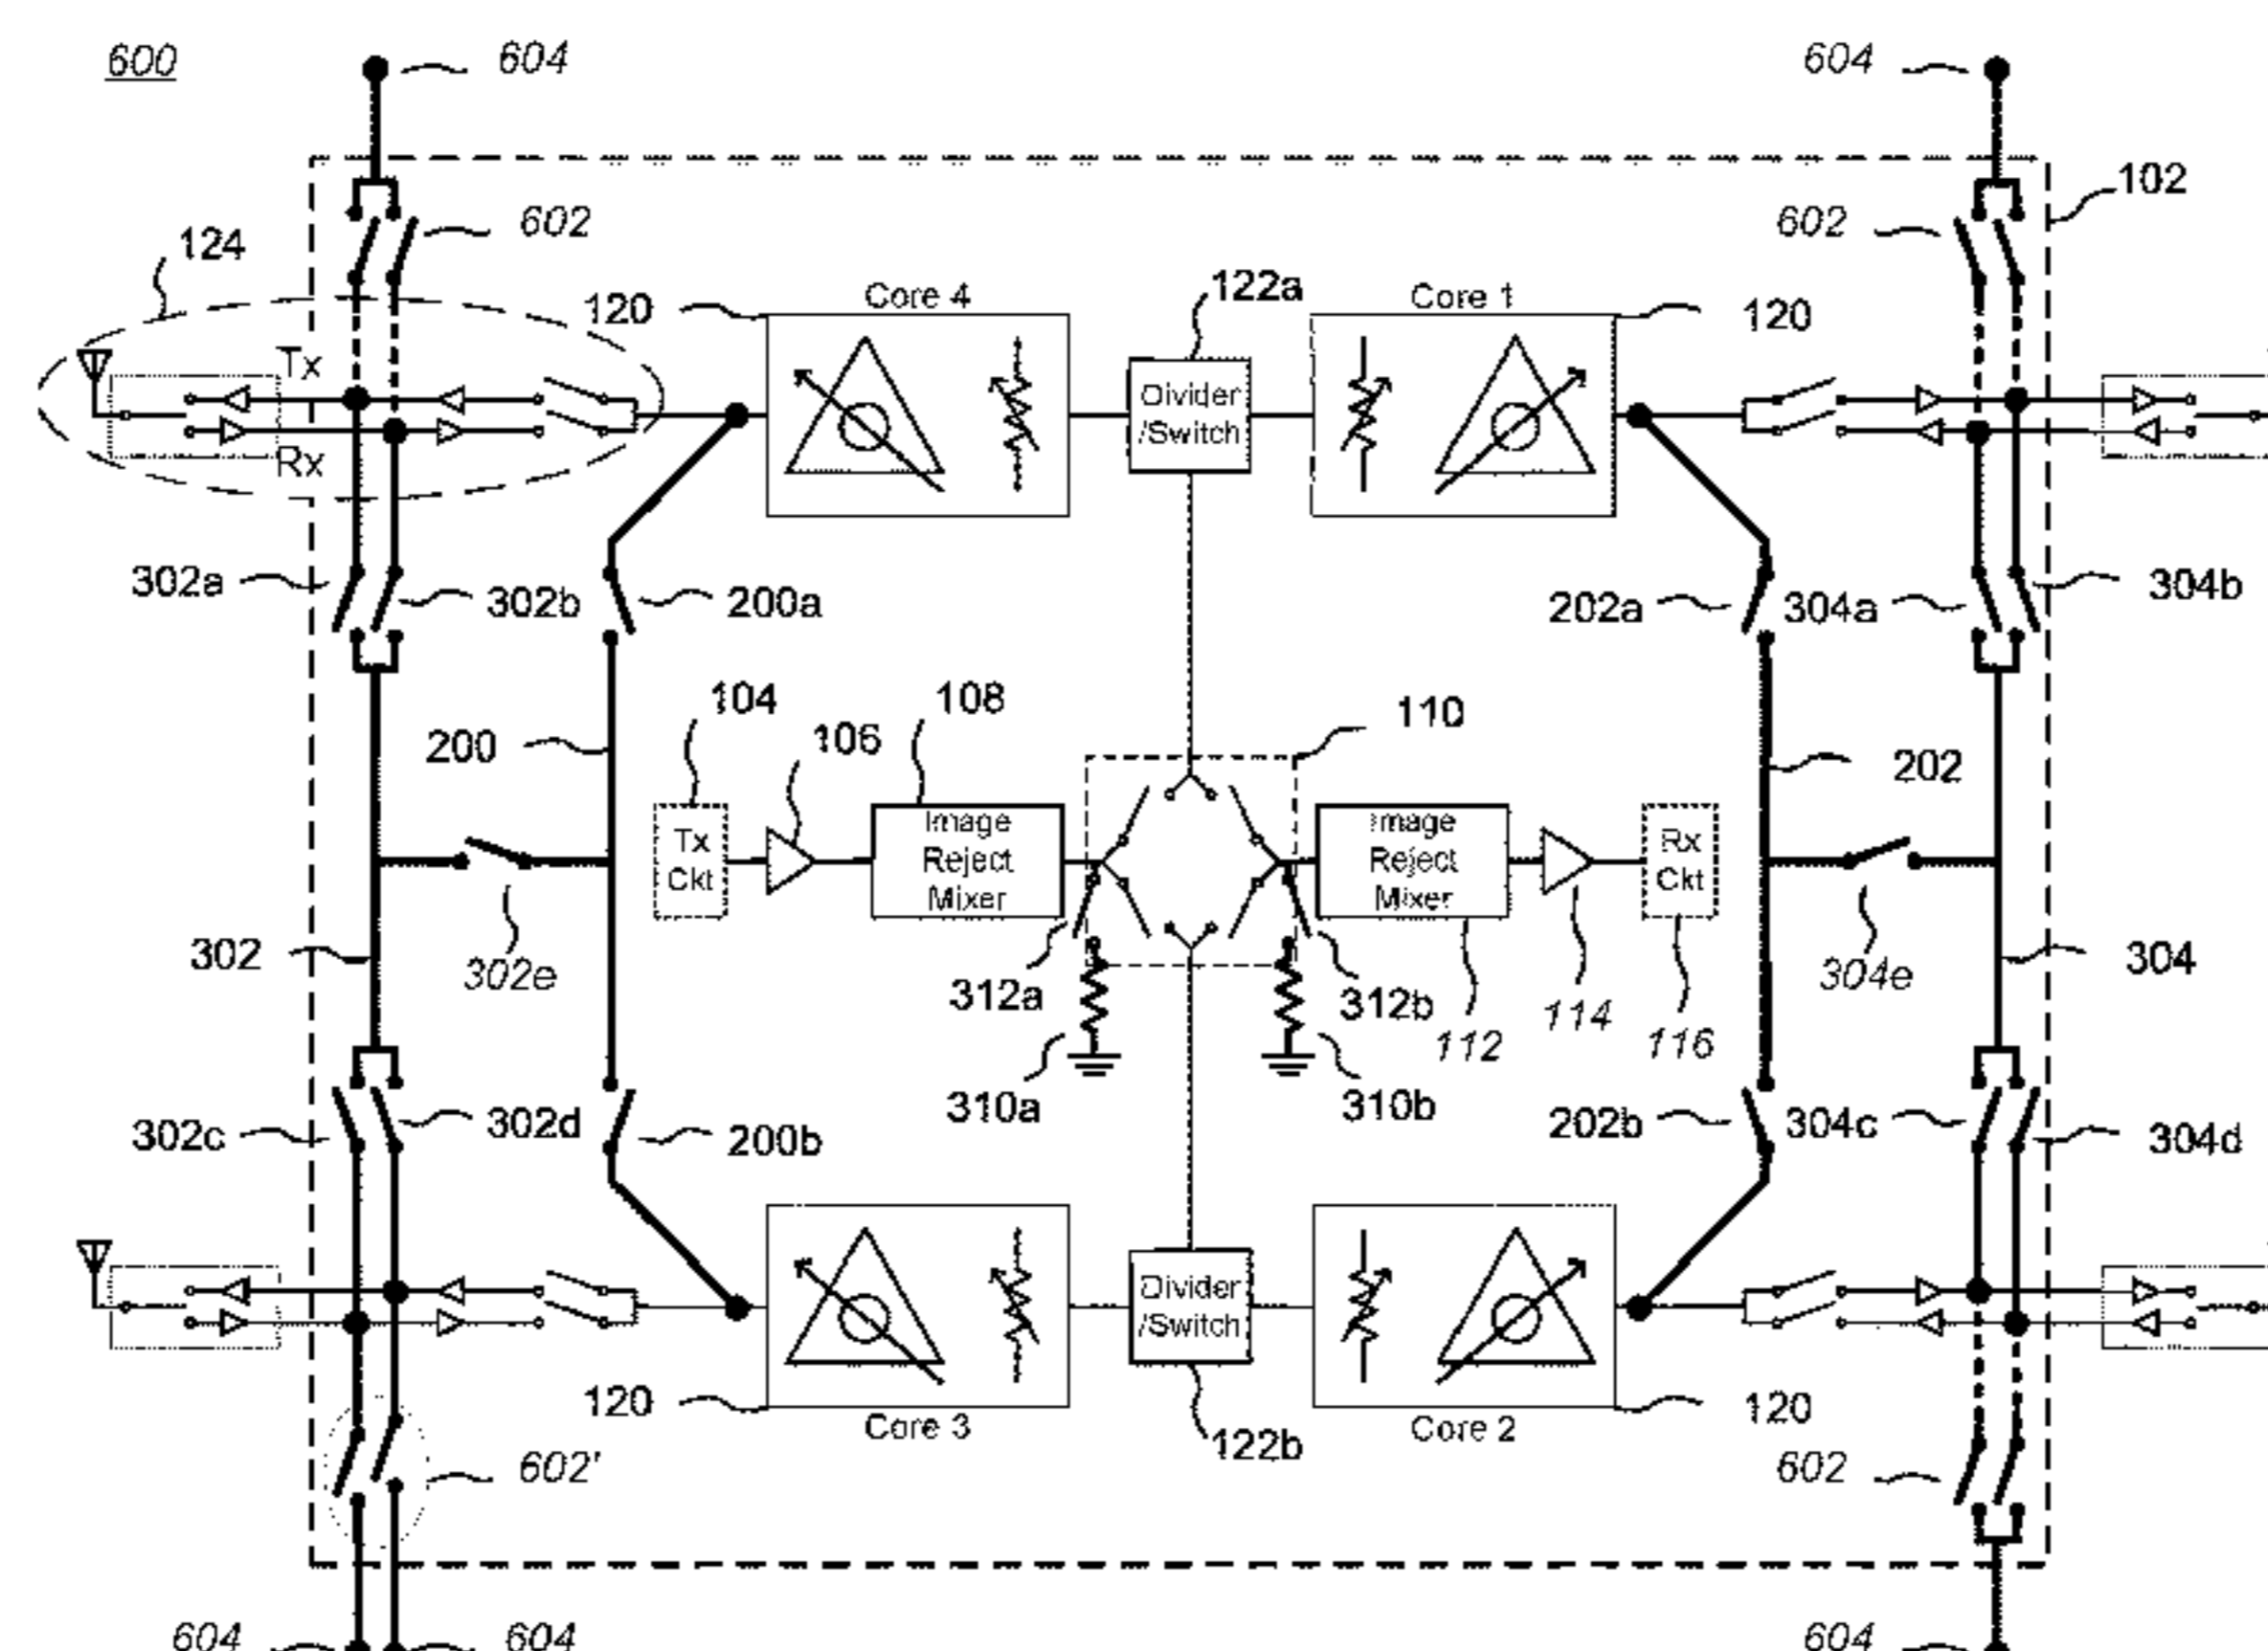 600
604
604
102
602
602
124
120
Core 4
122a
Core 1
120
Tx
Divider
/Switch
Rx
302a
302b
200a
202a
304a
304b
104
108
110
200
106
202
Tx
Ckt
Image
Reject
Mixer
Image
Reject
Mixer
Rx
Ckt
302
302e
312a
312b
112
114
116
304e
304
310a
310b
302c
302d
200b
202b
304c
304d
Divider
/Switch
120
Core 3
122b
Core 2
120
602'
602
604
604
604